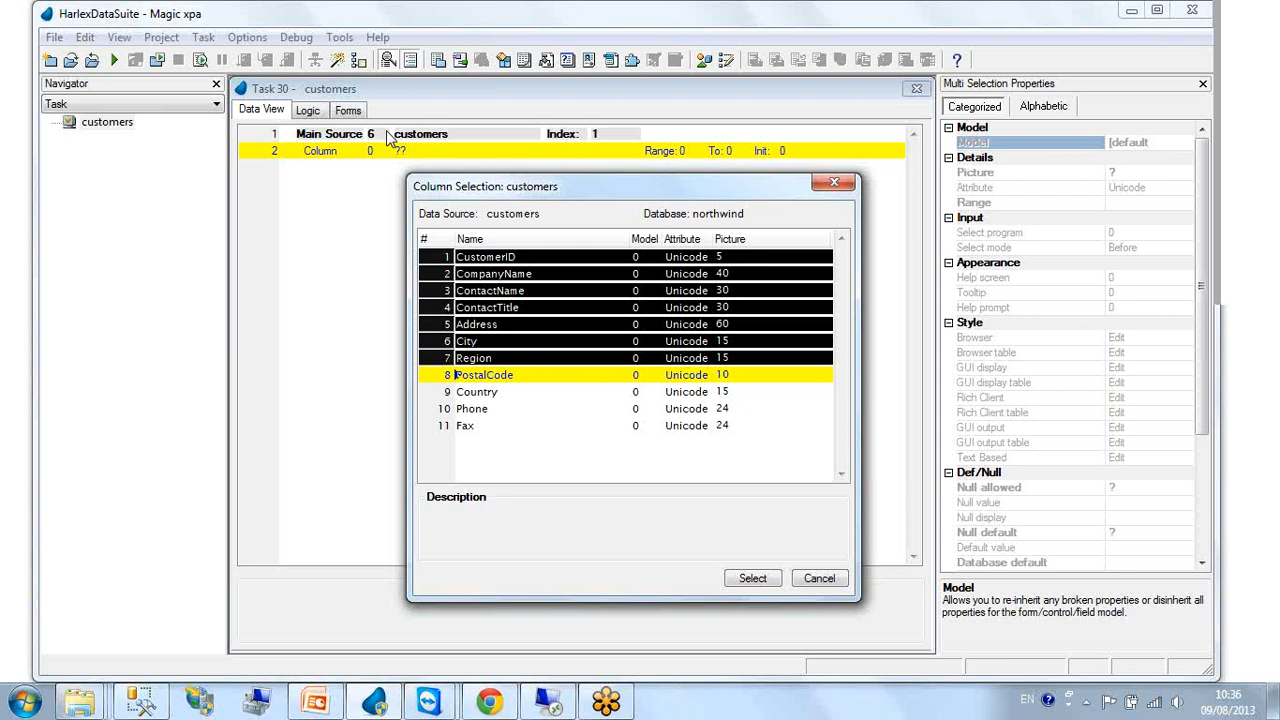 HarlexDataSuite - Magic xpa
File Edit View Project Task Options Debug Tools Help
Navigator
Task
customers
Task 30 - customers
Data View Logic Forms
1 Main Source 6 customers Index: 1
2 Column 0 ?? Range: 0 To: 0 Init: 0
Column Selection: customers
Data Source: customers Database: northwind
# Name Model Attribute Picture
1 CustomerID 0 Unicode 5
2 CompanyName 0 Unicode 40
3 ContactName 0 Unicode 30
4 ContactTitle 0 Unicode 30
5 Address 0 Unicode 60
6 City 0 Unicode 15
7 Region 0 Unicode 15
8 PostalCode 0 Unicode 10
9 Country 0 Unicode 15
10 Phone 0 Unicode 24
11 Fax 0 Unicode 24
Description
Select Cancel
Multi Selection Properties
Categorized Alphabetic
Model
Model [default
Details
Picture ?
Attribute Unicode
Range
Input
Select program 0
Select mode Before
Appearance
Help screen 0
Tooltip 0
Help prompt 0
Style
Browser Edit
Browser table Edit
GUI display Edit
GUI display table Edit
Rich Client Edit
Rich Client table Edit
GUI output Edit
GUI output table Edit
Text Based Edit
Def/Null
Null allowed ?
Null value
Null display
Null default ?
Default value
Database default
Model
Allows you to re-inherit any broken properties or disinherit all
properties for the form/control/field model.
EN
10:36
09/08/2013